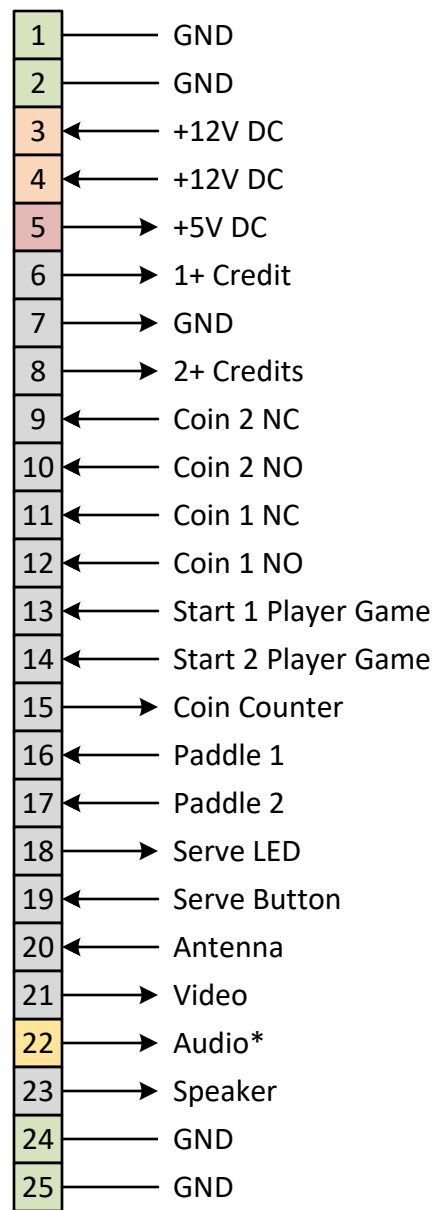 1 GND
2 GND
3 +12V DC
4 +12V DC
5 +5V DC
6 1+ Credit
7 GND
8 2+ Credits
9 Coin 2 NC
10 Coin 2 NO
11 Coin 1 NC
12 Coin 1 NO
13 Start 1 Player Game
14 Start 2 Player Game
15 Coin Counter
16 Paddle 1
17 Paddle 2
18 Serve LED
19 Serve Button
20 Antenna
21 Video
22 Audio*
23 Speaker
24 GND
25 GND